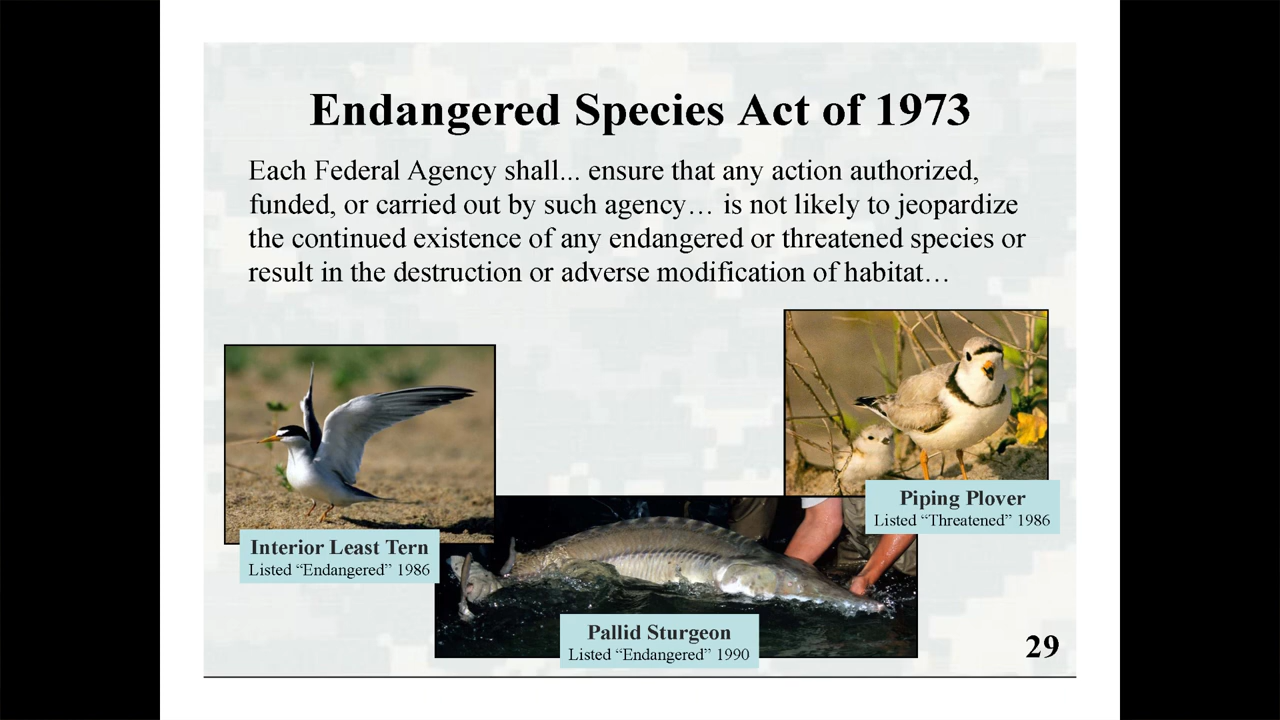 Endangered Species Act of 1973
Each Federal Agency shall... ensure that any action authorized,
funded, or carried out by such agency… is not likely to jeopardize
the continued existence of any endangered or threatened species or
result in the destruction or adverse modification of habitat…
Interior Least Tern
Listed “Endangered” 1986
Piping Plover
Listed “Threatened” 1986
Pallid Sturgeon
Listed “Endangered” 1990
29